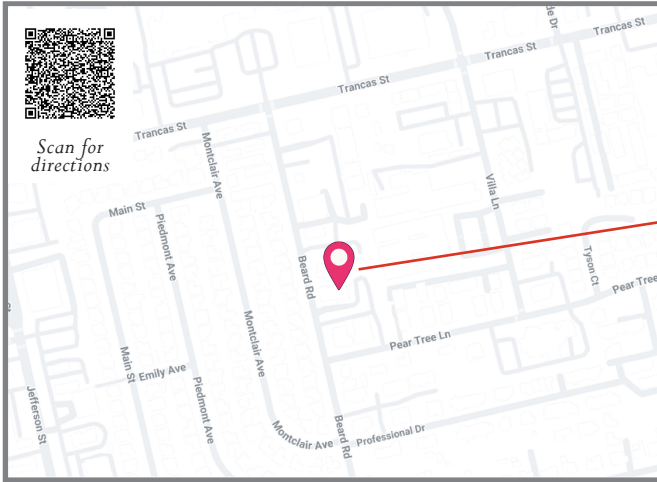 de Dr
Trancas St
Trancas St
Trancas St
Trancas St
Scan for
directions
Montclair Ave
Main St
Piedmont Ave
Villa Ln
Beard Rd
Tyson Ct
Pear Tree
Pear Tree Ln
Montclair Ave
Main St
Emily Ave
Piedmont Ave
Jefferson St
Montclair Ave
Beard Rd
Professional Dr